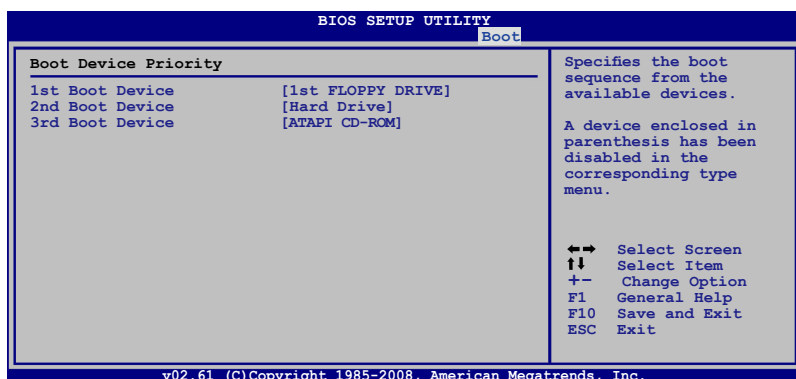 BIOS SETUP UTILITY
Boot
Boot Device Priority
1st Boot Device [1st FLOPPY DRIVE]
2nd Boot Device [Hard Drive]
3rd Boot Device [ATAPI CD-ROM]
Specifies the boot
sequence from the
available devices.
A device enclosed in
parenthesis has been
disabled in the
corresponding type
menu.
←→ Select Screen
↑↓ Select Item
+- Change Option
F1 General Help
F10 Save and Exit
ESC Exit
v02.61 (C)Copyright 1985-2008, American Megatrends, Inc.